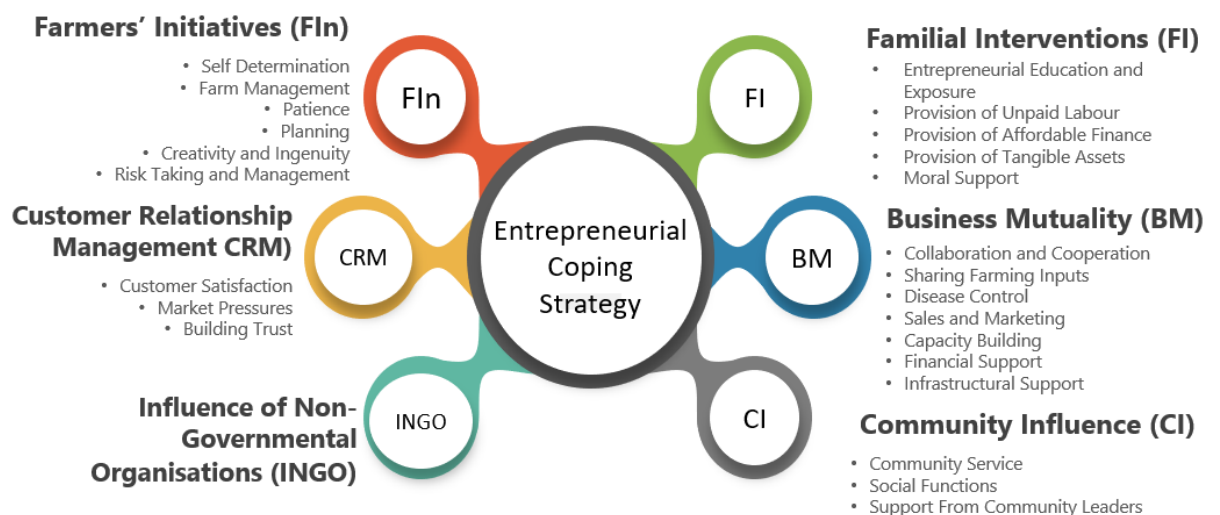 Farmers' Initiatives (FIn)
• Self Determination
• Farm Management
• Patience
• Planning
• Creativity and Ingenuity
• Risk Taking and Management
Customer Relationship
Management CRM)
• Customer Satisfaction
• Market Pressures
• Building Trust
Influence of Non-
Governmental
Organisations (INGO)
FIn
CRM
INGO
Entrepreneurial
Coping
Strategy
FI
BM
CI
Familial Interventions (FI)
• Entrepreneurial Education and
Exposure
• Provision of Unpaid Labour
• Provision of Affordable Finance
• Provision of Tangible Assets
• Moral Support
Business Mutuality (BM)
• Collaboration and Cooperation
• Sharing Farming Inputs
• Disease Control
• Sales and Marketing
• Capacity Building
• Financial Support
• Infrastructural Support
Community Influence (CI)
• Community Service
• Social Functions
• Support From Community Leaders